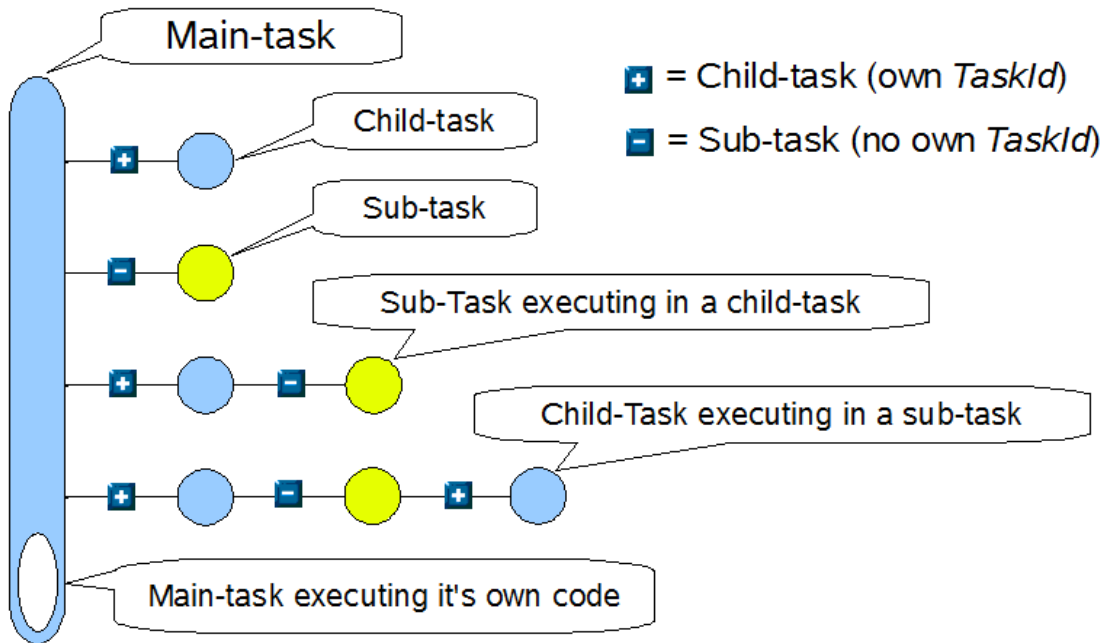 Main-task
= Child-task (own TaskId)
Child-task
= Sub-task (no own TaskId)
Sub-task
Sub-Task executing in a child-task
Child-Task executing in a sub-task
Main-task executing it's own code